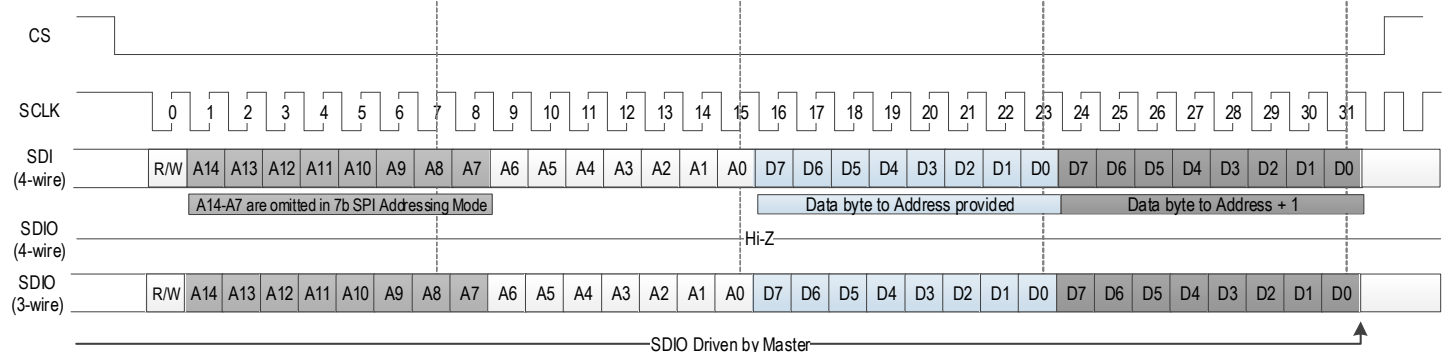 CS
SCLK 0 1 2 3 4 5 6 7 8 9 10 11 12 13 14 15 16 17 18 19 20 21 22 23 24 25 26 27 28 29 30 31
SDI
(4-wire)
R/W A14 A13 A12 A11 A10 A9 A8 A7 A6 A5 A4 A3 A2 A1 A0 D7 D6 D5 D4 D3 D2 D1 D0 D7 D6 D5 D4 D3 D2 D1 D0
A14-A7 are omitted in 7b SPI Addressing Mode Data byte to Address provided Data byte to Address + 1
SDIO
(4-wire)
Hi-Z
SDIO
(3-wire)
R/W A14 A13 A12 A11 A10 A9 A8 A7 A6 A5 A4 A3 A2 A1 A0 D7 D6 D5 D4 D3 D2 D1 D0 D7 D6 D5 D4 D3 D2 D1 D0
SDIO Driven by Master